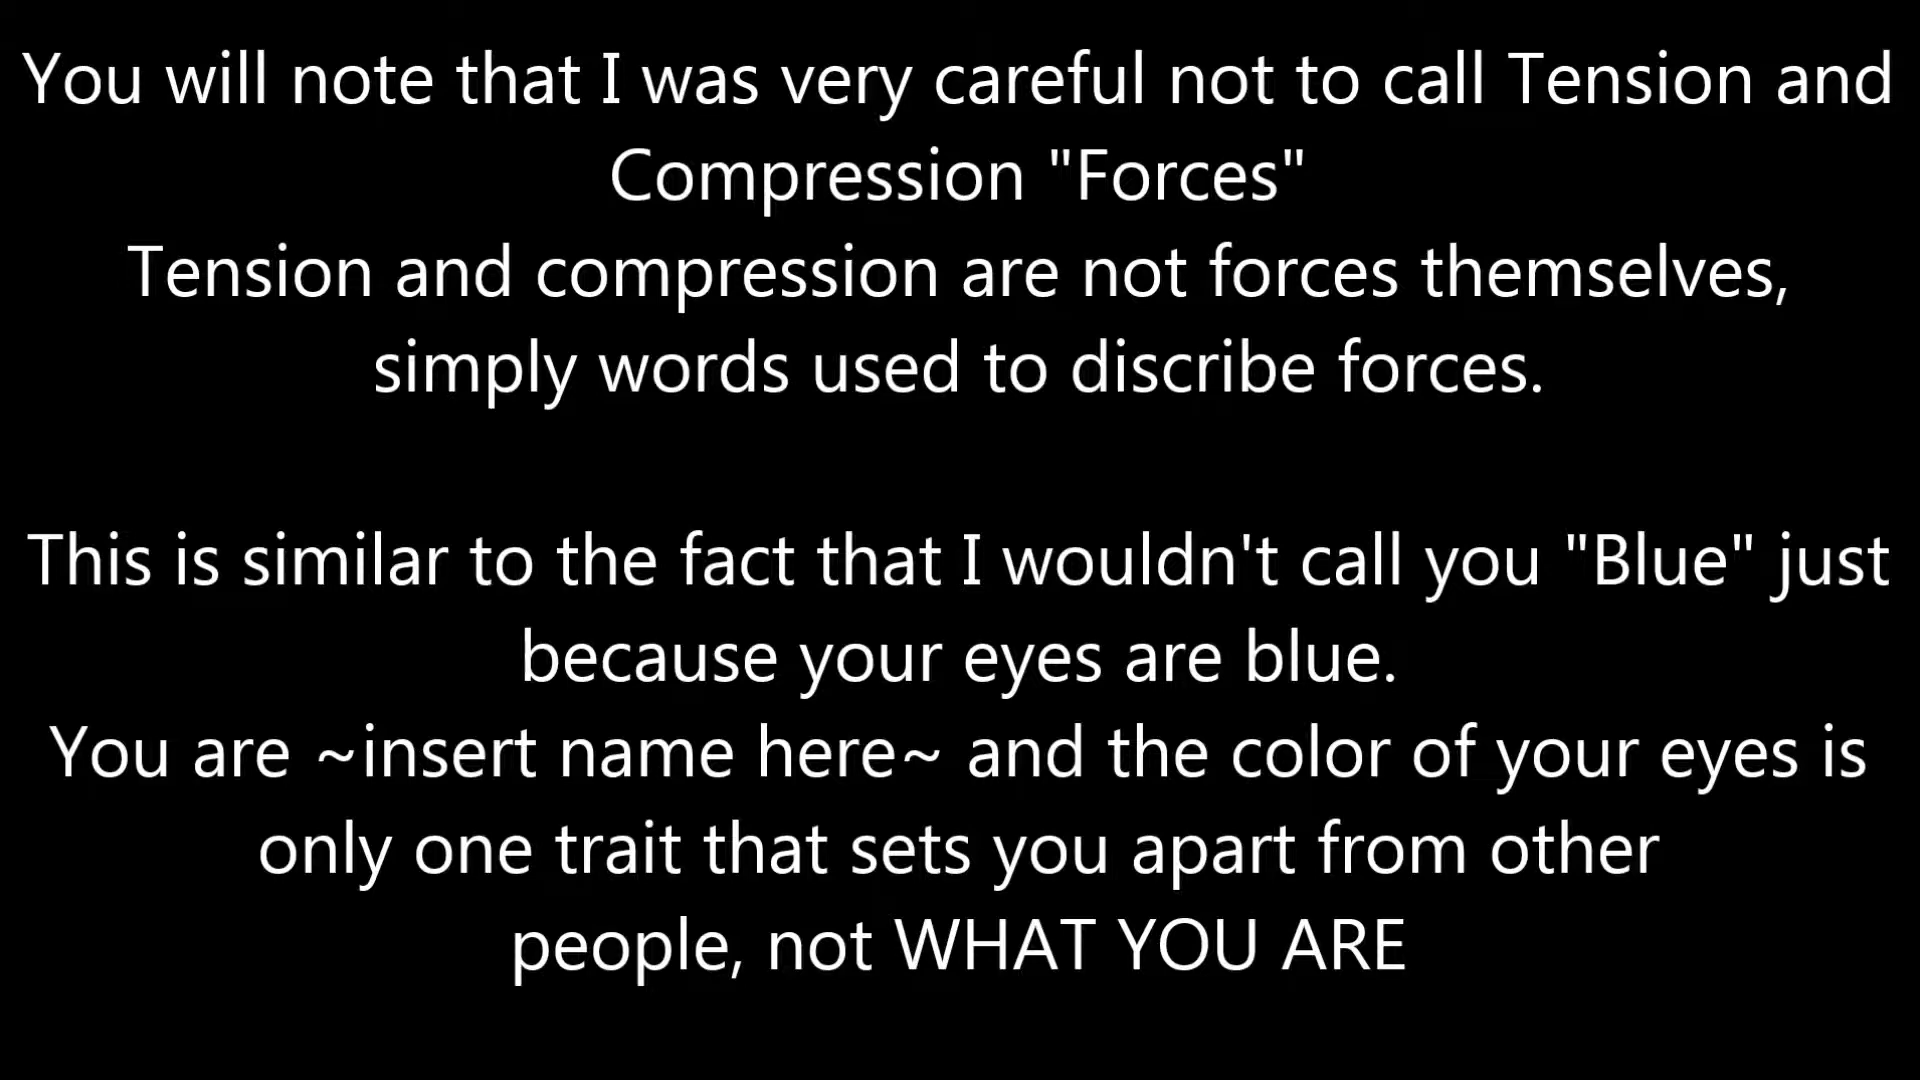 You will note that I was very careful not to call Tension and
Compression "Forces"
Tension and compression are not forces themselves,
simply words used to discribe forces.
This is similar to the fact that I wouldn't call you "Blue" just
because your eyes are blue.
You are ~insert name here~ and the color of your eyes is
only one trait that sets you apart from other
people, not WHAT YOU ARE